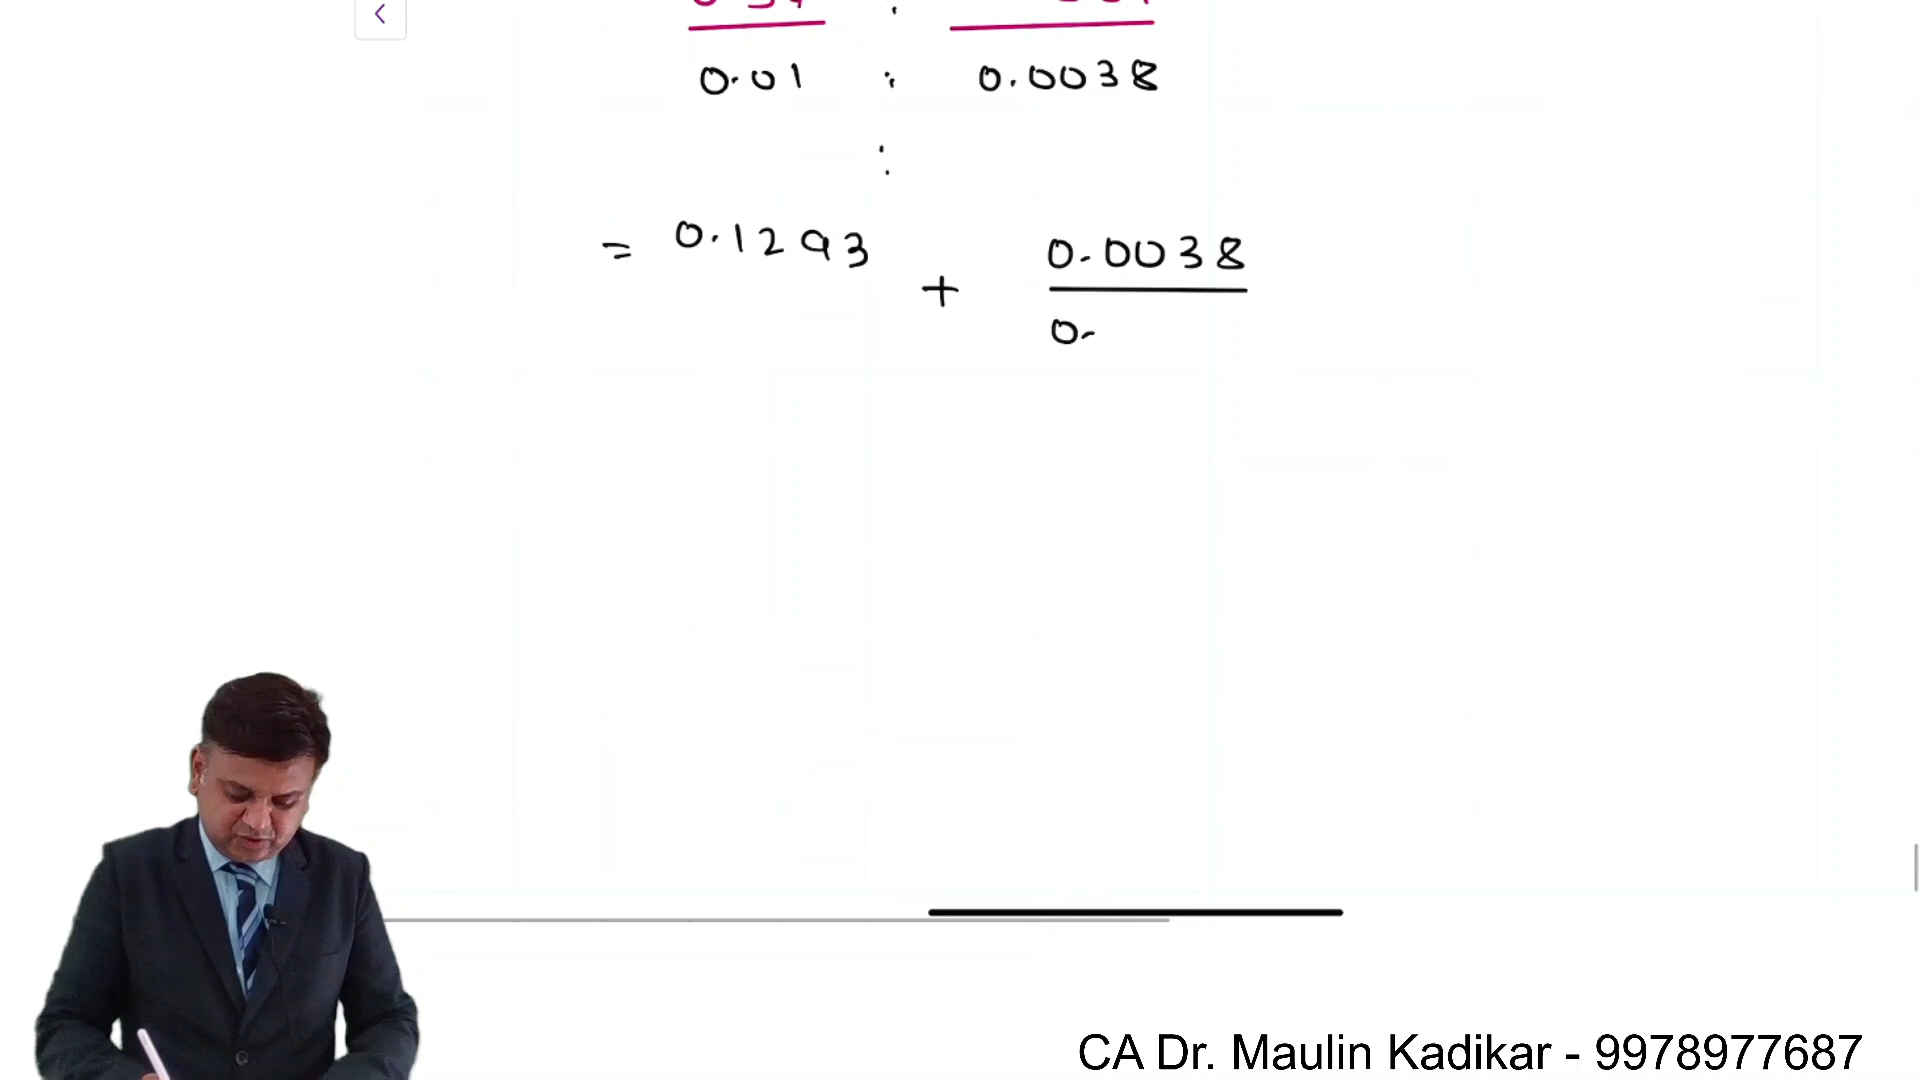 0.01 : 0.0038
:
= 0.1293 + 0.0038
0.
CA Dr. Maulin Kadikar - 9978977687